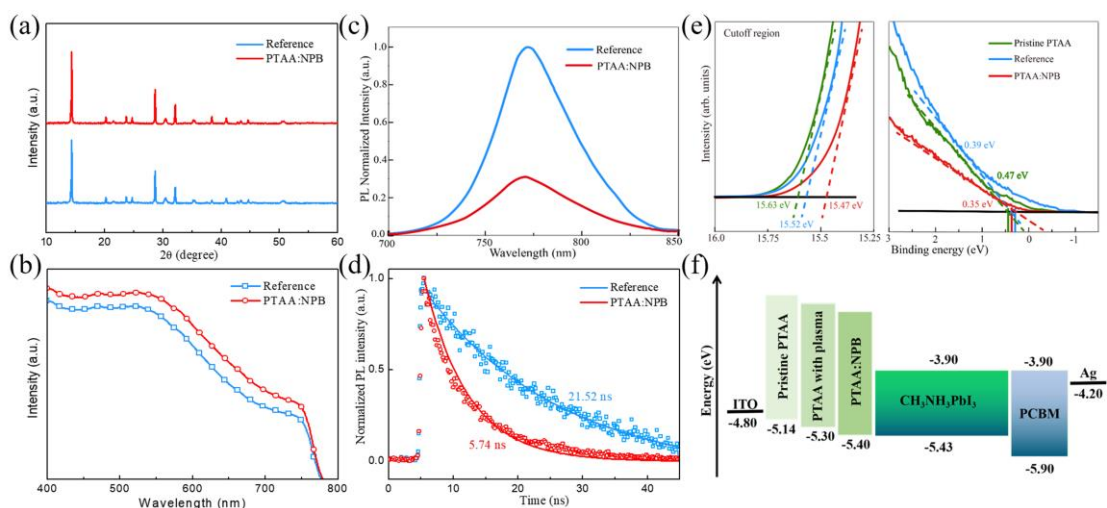 (a)
Reference
PTAA:NPB
Intensity (a.u.)
10 20 30 40 50 60
2θ (degree)
(b)
Reference
PTAA:NPB
Intensity (a.u.)
400 500 600 700 800
Wavelength (nm)
(c)
Reference
PTAA:NPB
PL Normalized Intensity (a.u.)
1.0
0.8
0.6
0.4
0.2
0.0
700 750 800 850
Wavelength (nm)
(d)
Reference
PTAA:NPB
Normalized PL intensity (a.u.)
1.0
0.5
0.0
21.52 ns
5.74 ns
0 10 20 30 40
Time (ns)
(e)
Cutoff region
Intensity (arb. units)
15.63 eV
15.52 eV
15.47 eV
16.0 15.75 15.5 15.25
Pristine PTAA
Reference
PTAA:NPB
0.39 eV
0.47 eV
0.35 eV
3 2 1 0 -1
Binding energy (eV)
(f)
Energy (eV)
ITO
-4.80
Pristine PTAA
-5.14
PTAA with plasma
-5.30
PTAA:NPB
-5.40
-3.90
CH₃NH₃PbI₃
-5.43
-3.90
PCBM
-5.90
Ag
-4.20